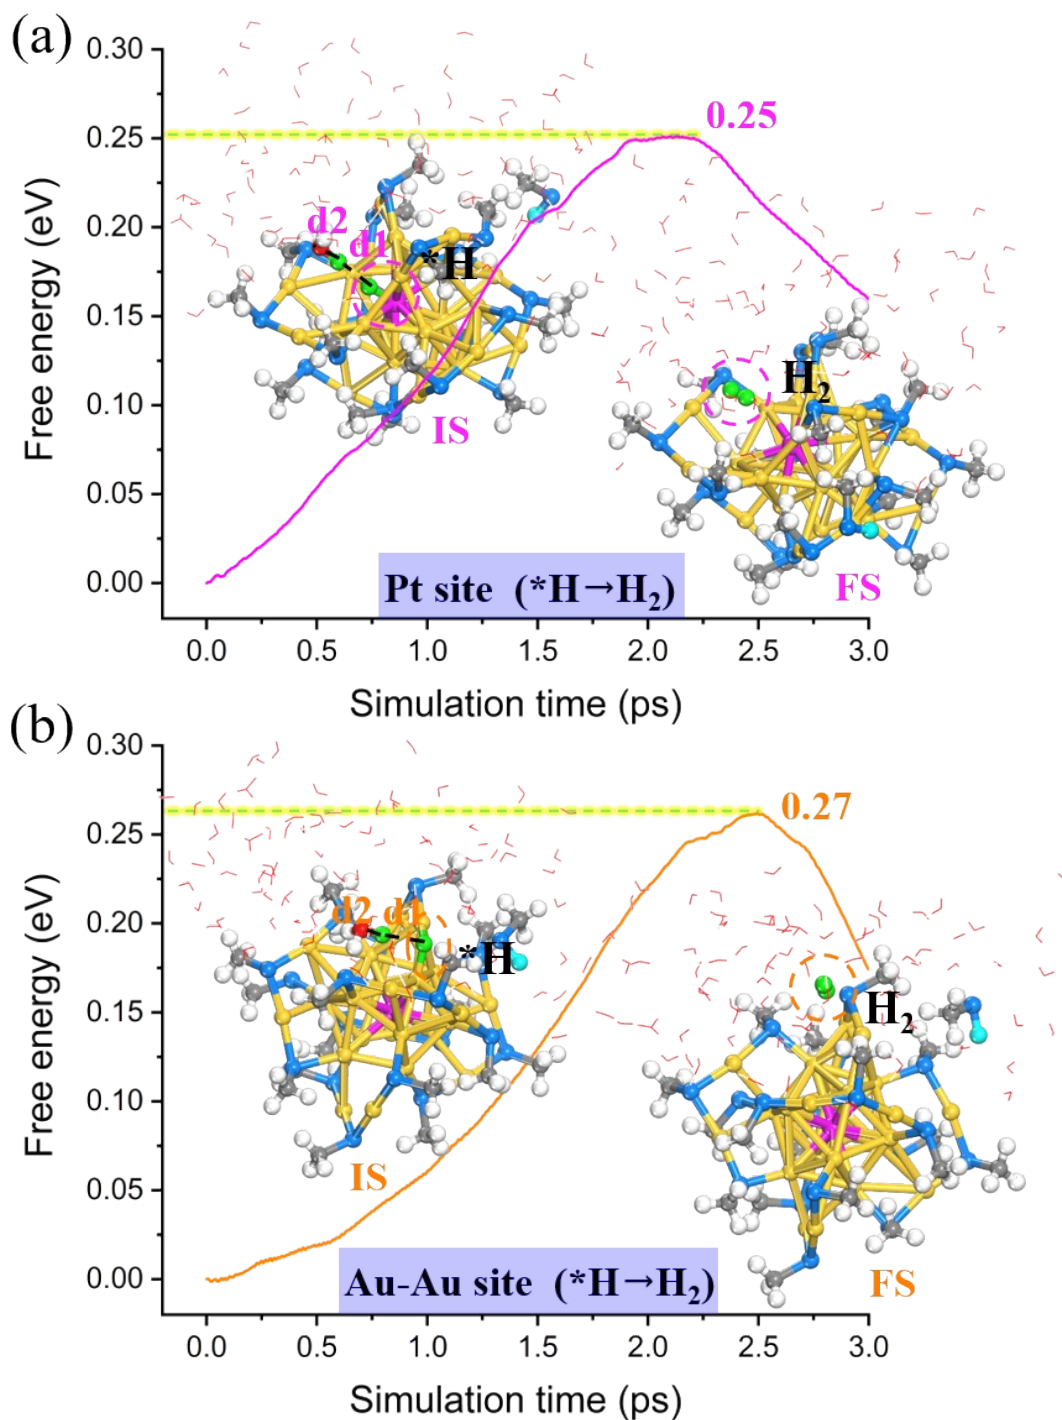 (a)
0.30
0.25
0.20
0.15
0.10
0.05
0.00
Free energy (eV)
0.25
d2
d1
*H
IS
H₂
FS
Pt site (*H→H₂)
0.0 0.5 1.0 1.5 2.0 2.5 3.0
Simulation time (ps)
(b)
0.30
0.25
0.20
0.15
0.10
0.05
0.00
Free energy (eV)
0.27
d2 d1
*H
IS
H₂
FS
Au-Au site (*H→H₂)
0.0 0.5 1.0 1.5 2.0 2.5 3.0
Simulation time (ps)